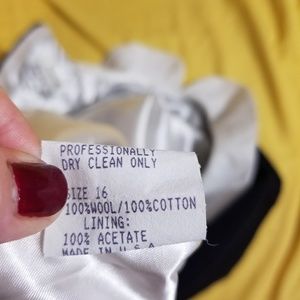 PROFESSIONALLY
DRY CLEAN ONLY
SIZE 16
100%WOOL/100%COTTON
LINING:
100% ACETATE
MADE IN U.S.A